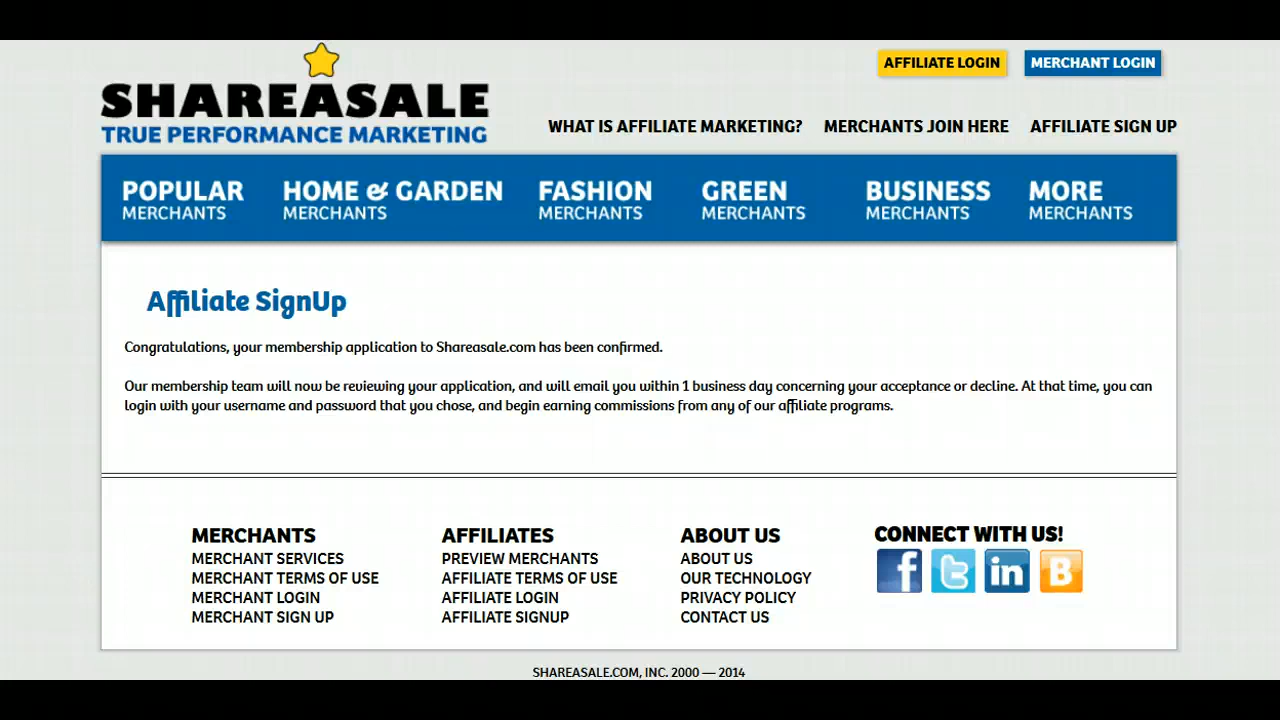 AFFILIATE LOGIN MERCHANT LOGIN
SHAREASALE
TRUE PERFORMANCE MARKETING
WHAT IS AFFILIATE MARKETING? MERCHANTS JOIN HERE AFFILIATE SIGN UP
POPULAR MERCHANTS
HOME & GARDEN MERCHANTS
FASHION MERCHANTS
GREEN MERCHANTS
BUSINESS MERCHANTS
MORE MERCHANTS
Affiliate SignUp
Congratulations, your membership application to Shareasale.com has been confirmed.
Our membership team will now be reviewing your application, and will email you within 1 business day concerning your acceptance or decline. At that time, you can
login with your username and password that you chose, and begin earning commissions from any of our affiliate programs.
MERCHANTS
MERCHANT SERVICES
MERCHANT TERMS OF USE
MERCHANT LOGIN
MERCHANT SIGN UP
AFFILIATES
PREVIEW MERCHANTS
AFFILIATE TERMS OF USE
AFFILIATE LOGIN
AFFILIATE SIGNUP
ABOUT US
ABOUT US
OUR TECHNOLOGY
PRIVACY POLICY
CONTACT US
CONNECT WITH US!
f t in B
SHAREASALE.COM, INC. 2000 — 2014